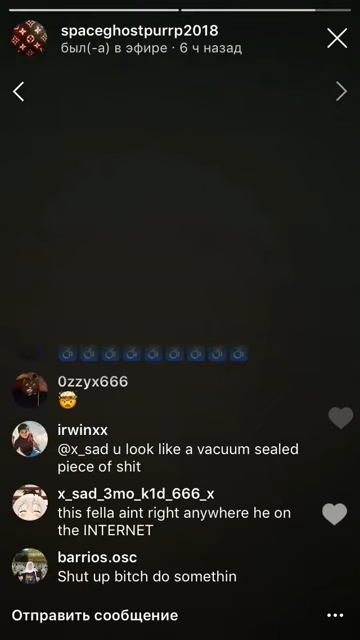 spaceghostpurrp2018
был(-а) в эфире · 6 ч назад
♿♿♿♿♿♿♿♿♿
0zzyx666
🤯
irwinxx
@x_sad u look like a vacuum sealed
piece of shit
x_sad_3mo_k1d_666_x
this fella aint right anywhere he on
the INTERNET
barrios.osc
Shut up bitch do somethin
Отправить сообщение